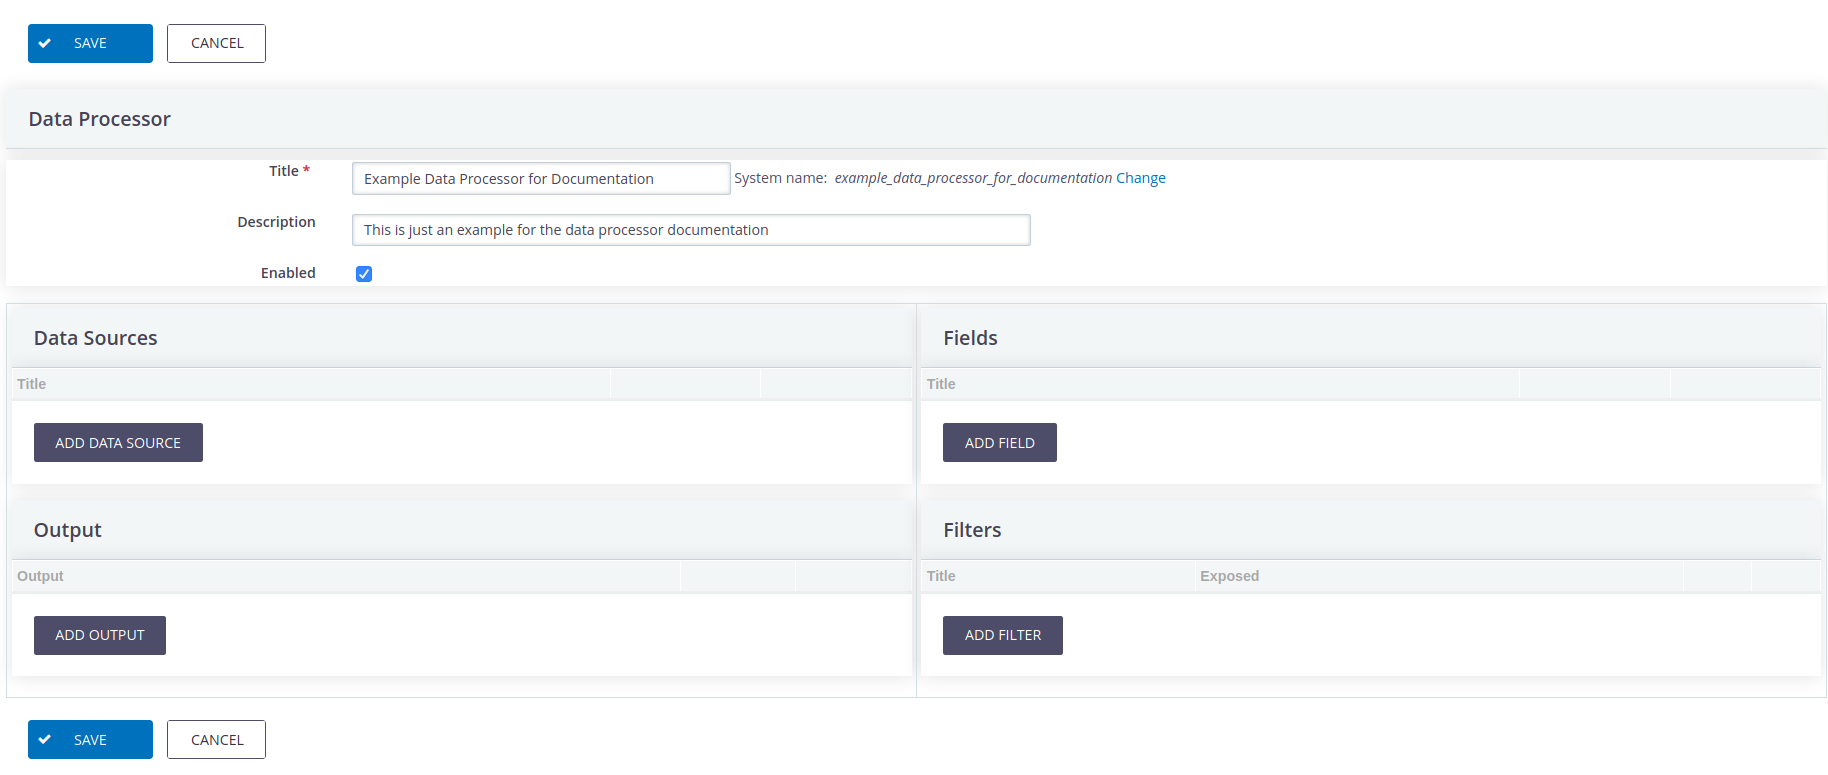 SAVE CANCEL
Data Processor
Title * Example Data Processor for Documentation System name: example_data_processor_for_documentation Change
Description This is just an example for the data processor documentation
Enabled
Data Sources
Title
ADD DATA SOURCE
Fields
Title
ADD FIELD
Output
Output
ADD OUTPUT
Filters
Title Exposed
ADD FILTER
SAVE CANCEL